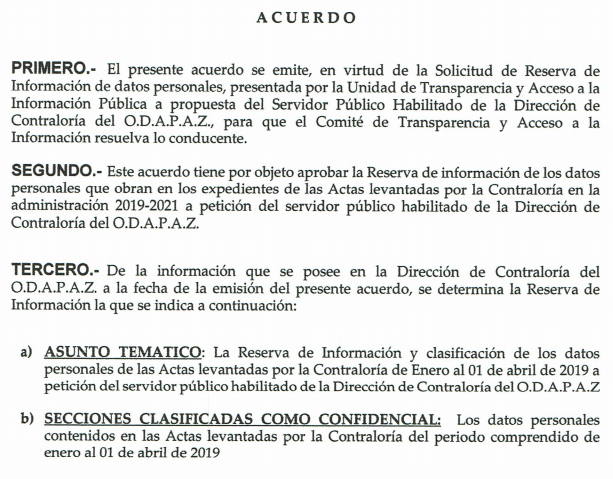 ACUERDO
PRIMERO.- El presente acuerdo se emite, en virtud de la Solicitud de Reserva de
Información de datos personales, presentada por la Unidad de Transparencia y Acceso a la
Información Pública a propuesta del Servidor Público Habilitado de la Dirección de
Contraloría del O.D.A.P.A.Z., para que el Comité de Transparencia y Acceso a la
Información resuelva lo conducente.
SEGUNDO.- Este acuerdo tiene por objeto aprobar la Reserva de información de los datos
personales que obran en los expedientes de las Actas levantadas por la Contraloría en la
administración 2019-2021 a petición del servidor público habilitado de la Dirección de
Contraloría del O.D.A.P.A.Z.
TERCERO.- De la información que se posee en la Dirección de Contraloría del
O.D.A.P.A.Z. a la fecha de la emisión del presente acuerdo, se determina la Reserva de
Información la que se indica a continuación:
a) ASUNTO TEMATICO: La Reserva de Información y clasificación de los datos
personales de las Actas levantadas por la Contraloría de Enero al 01 de abril de 2019 a
petición del servidor público habilitado de la Dirección de Contraloría del O.D.A.P.A.Z
b) SECCIONES CLASIFICADAS COMO CONFIDENCIAL: Los datos personales
contenidos en las Actas levantadas por la Contraloría del periodo comprendido de
enero al 01 de abril de 2019